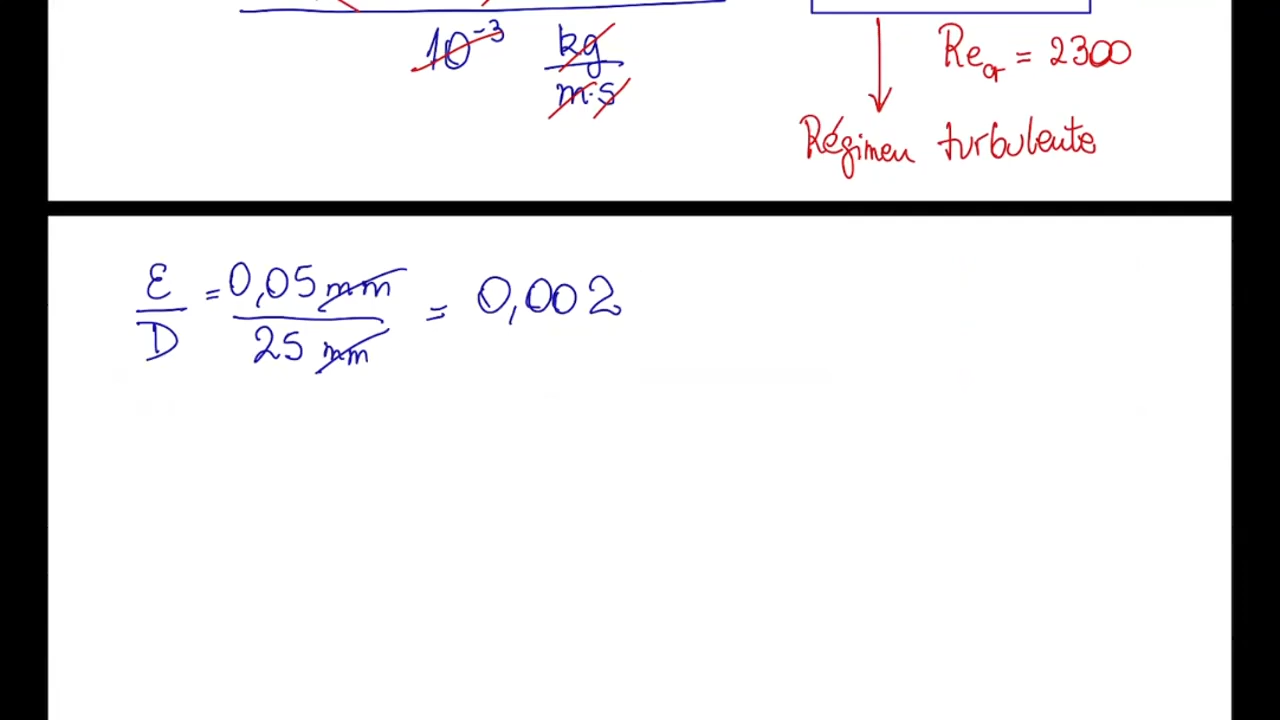 10⁻³ kg/m·s
Re_cr = 2300
Régimen turbulento
ε/D = 0,05 mm / 25 mm = 0,002